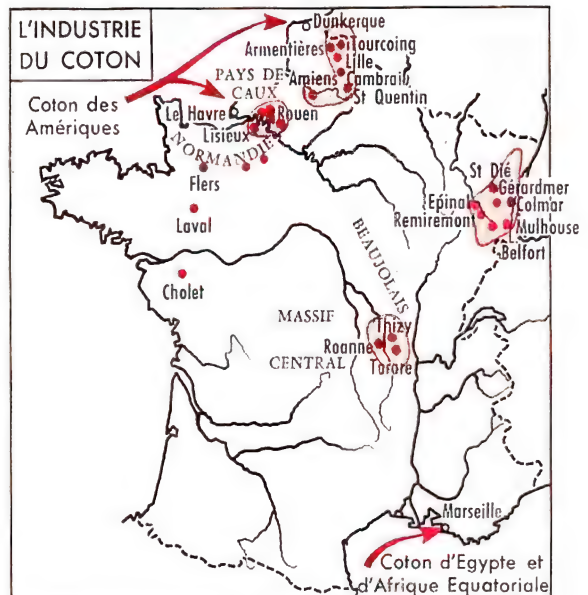 L'INDUSTRIE
DU COTON
Dunkerque
Armentières
Tourcoing
Ille
Amiens
Cambrai
St Quentin
PAYS DE
CAUX
Coton des
Amériques
Le Havre
Rouen
Lisieux
NORMANDIE
Flers
Laval
Cholet
St Dié
Gérardmer
Epinal
Colmar
Remiremont
Mulhouse
Belfort
BEAUJOLAIS
MASSIF
CENTRAL
Thizy
Roanne
Tarare
Marseille
Coton d'Egypte et
d'Afrique Equatoriale